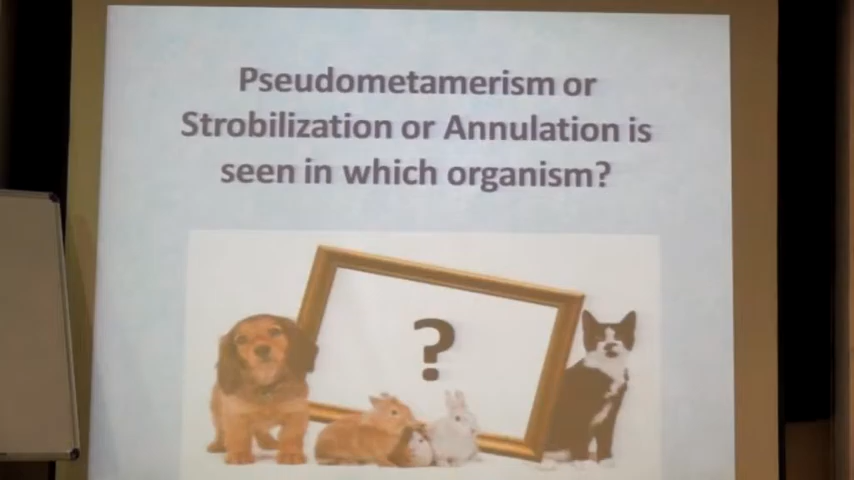 Pseudometamerism or
Strobilization or Annulation is
seen in which organism?
?